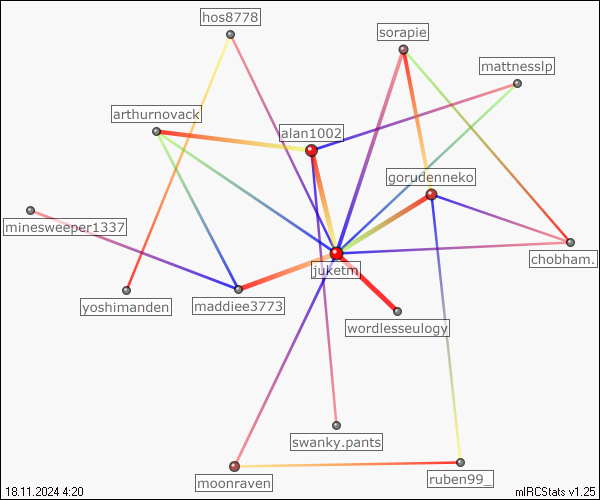 hos8778
sorapie
mattnesslp
arthurnovack
alan1002
gorudenneko
minesweeper1337
chobham.
juketm
yoshimanden
maddiee3773
wordlesseulogy
swanky.pants
moonraven
ruben99_
18.11.2024 4:20
mIRCStats v1.25